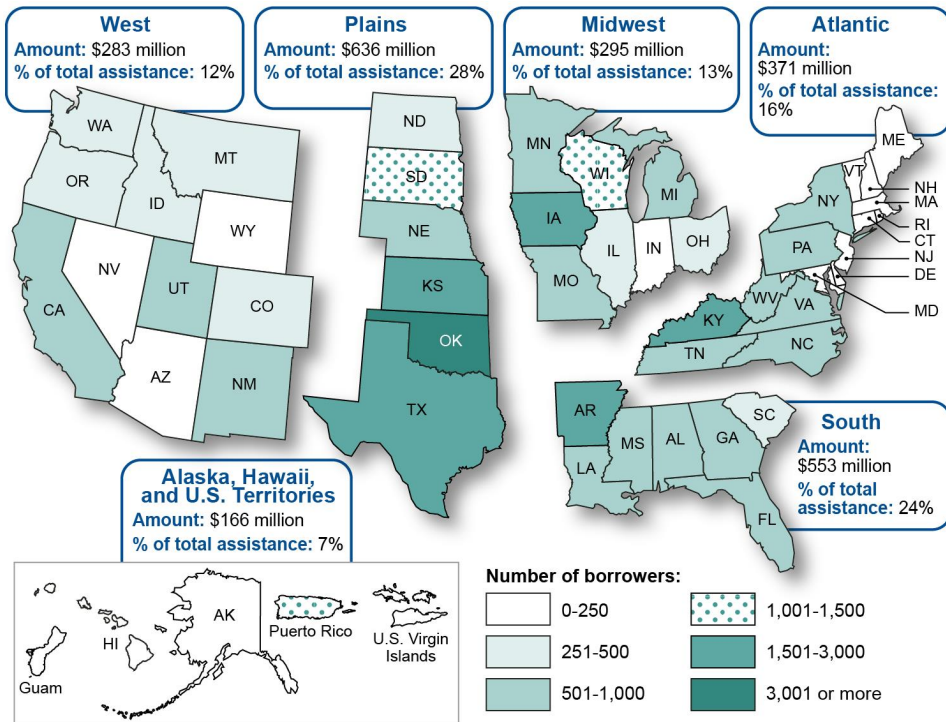 West
Amount: $283 million
% of total assistance: 12%
Plains
Amount: $636 million
% of total assistance: 28%
Midwest
Amount: $295 million
% of total assistance: 13%
Atlantic
Amount:
$371 million
% of total assistance:
16%
WA
OR
ID
MT
WY
NV
UT
CO
CA
AZ
NM
ND
SD
NE
KS
OK
TX
MN
WI
MI
IA
IL
IN
OH
MO
ME
VT
NH
MA
RI
CT
NJ
DE
MD
NY
PA
WV
VA
KY
TN
NC
AR
LA
MS
AL
GA
SC
FL
South
Amount:
$553 million
% of total
assistance: 24%
Alaska, Hawaii,
and U.S. Territories
Amount: $166 million
% of total assistance: 7%
Guam
HI
AK
Puerto Rico
U.S. Virgin
Islands
Number of borrowers:
0-250
251-500
501-1,000
1,001-1,500
1,501-3,000
3,001 or more